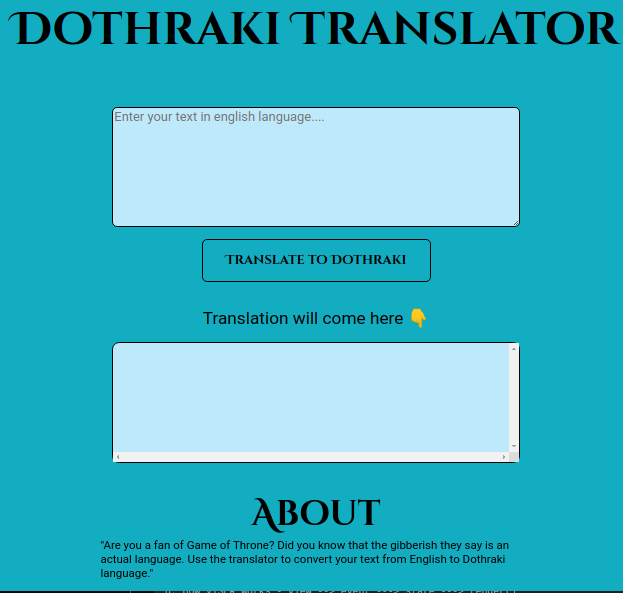 DOTHRAKI TRANSLATOR
Enter your text in english language....
TRANSLATE TO DOTHRAKI
Translation will come here 👇
ABOUT
"Are you a fan of Game of Throne? Did you know that the gibberish they say is an
actual language. Use the translator to convert your text from English to Dothraki
language."